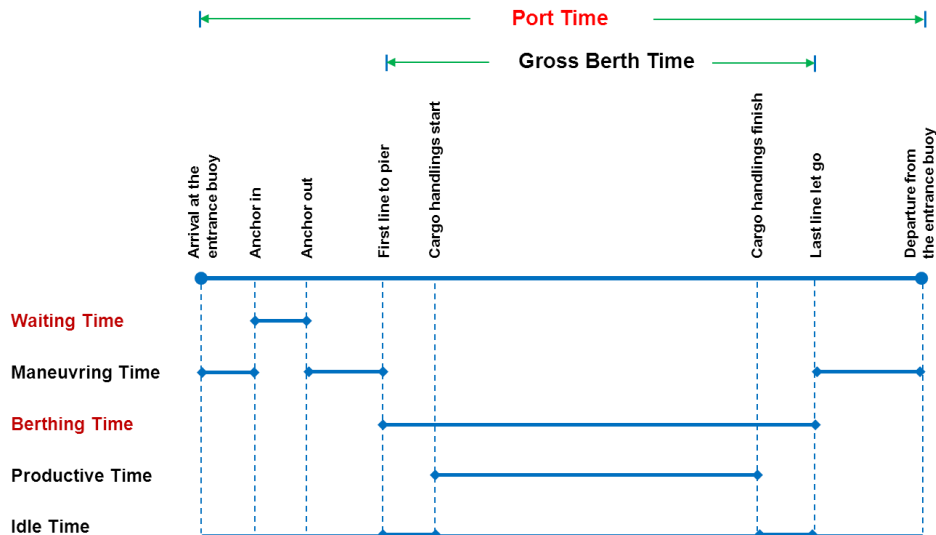 Port Time
Gross Berth Time
Arrival at the
entrance buoy
Anchor in
Anchor out
First line to pier
Cargo handlings start
Cargo handlings finish
Last line let go
Departure from
the entrance buoy
Waiting Time
Maneuvring Time
Berthing Time
Productive Time
Idle Time